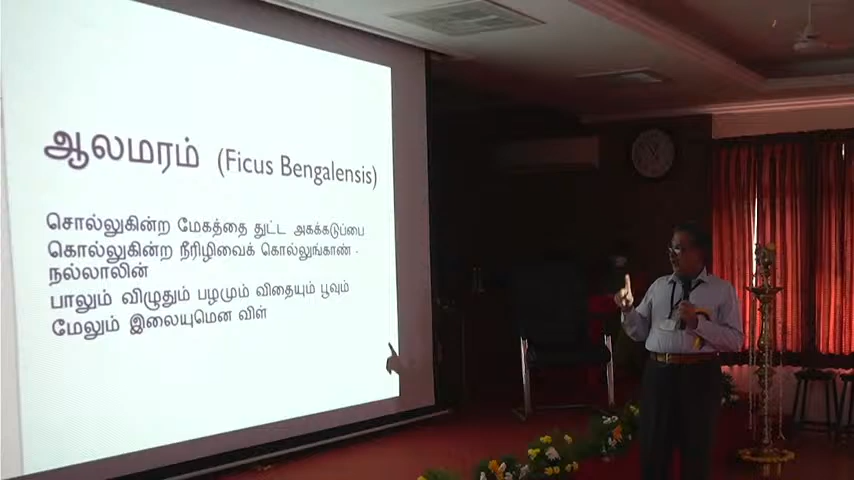 ஆலமரம் (Ficus Bengalensis)
சொல்லுகின்ற மேகத்தை துட்ட அகக்கடுப்பை
கொல்லுகின்ற நீரிழிவைக் கொல்லுங்காண் -
நல்லாலின்
பாலும் விழுதும் பழமும் விதையும் பூவும்
மேலும் இலையுமென விள்